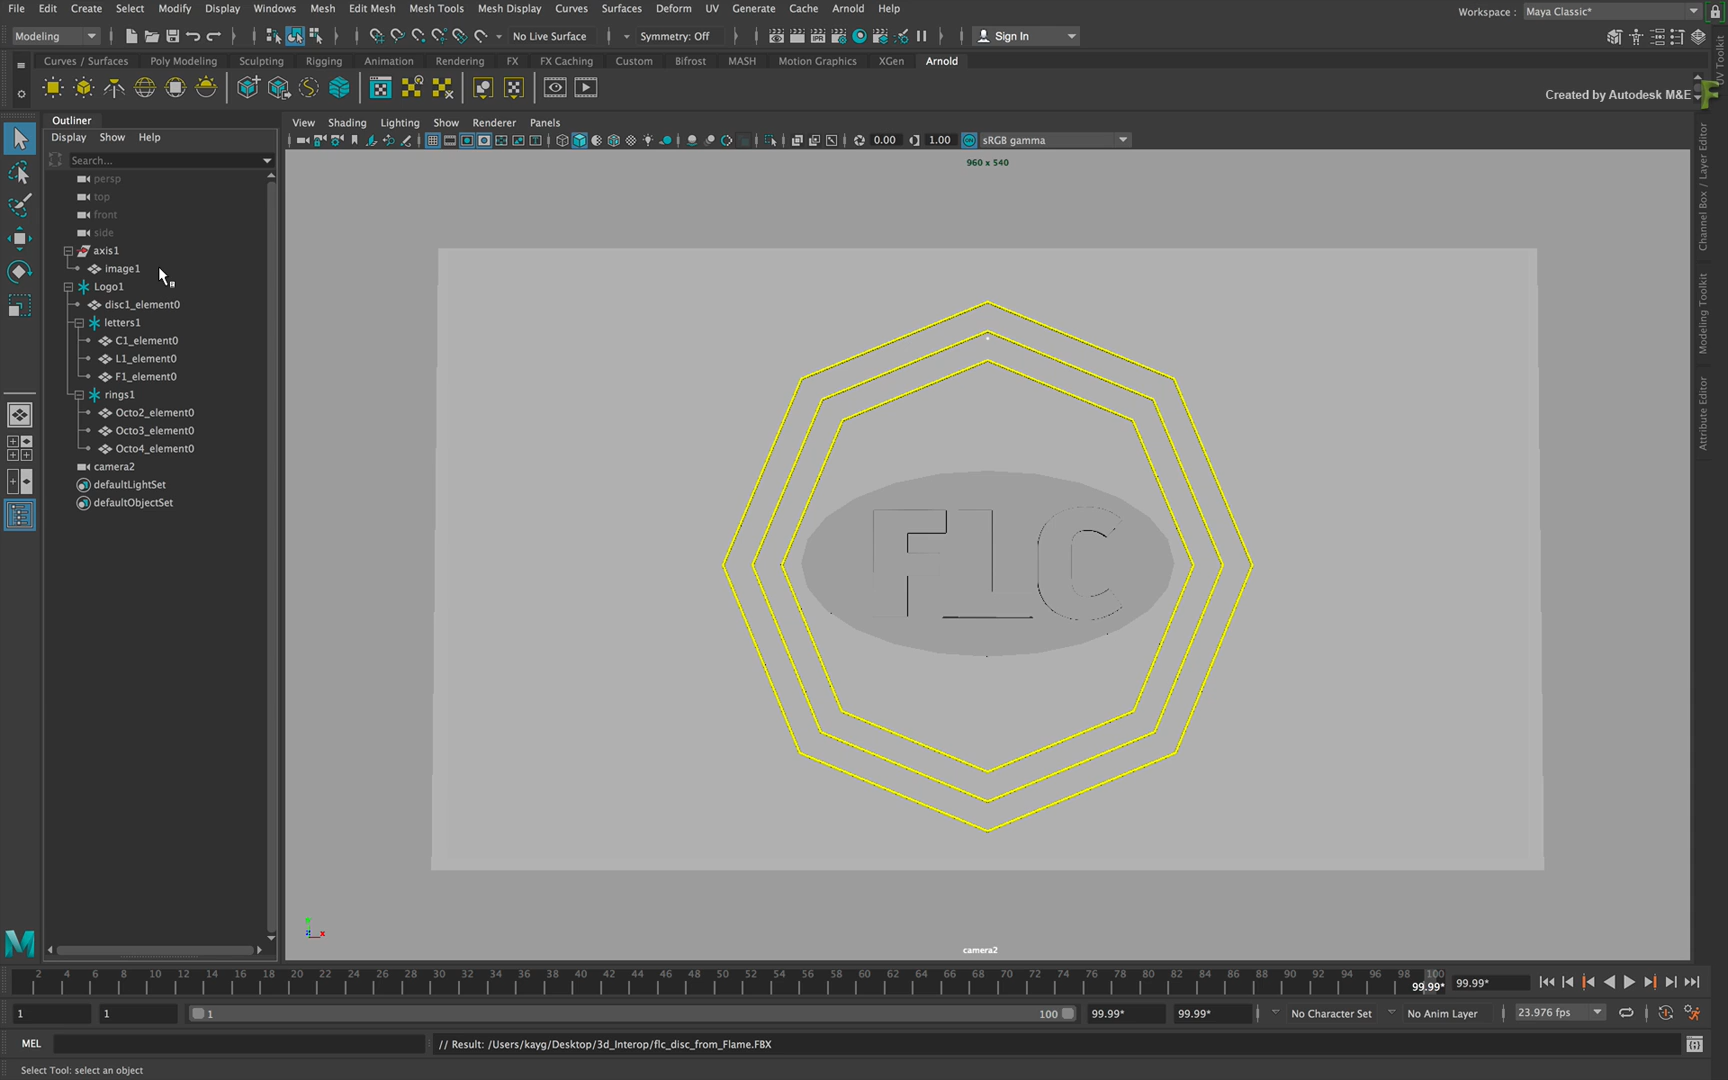 File Edit Create Select Modify Display Windows Mesh Edit Mesh Mesh Tools Mesh Display Curves Surfaces Deform UV Generate Cache Arnold Help
Workspace : Maya Classic*
Modeling
No Live Surface
Symmetry: Off
Sign In
Curves / Surfaces Poly Modeling Sculpting Rigging Animation Rendering FX FX Caching Custom Bifrost MASH Motion Graphics XGen Arnold
Created by Autodesk M&E
Outliner
Display Show Help
Search...
persp
top
front
side
axis1
image1
Logo1
disc1_element0
letters1
C1_element0
L1_element0
F1_element0
rings1
Octo2_element0
Octo3_element0
Octo4_element0
camera2
defaultLightSet
defaultObjectSet
View Shading Lighting Show Renderer Panels
0.00 1.00 sRGB gamma
960 x 540
FLC
camera2
UV Toolkit
Channel Box / Layer Editor
Modeling Toolkit
Attribute Editor
2 4 6 8 10 12 14 16 18 20 22 24 26 28 30 32 34 36 38 40 42 44 46 48 50 52 54 56 58 60 62 64 66 68 70 72 74 76 78 80 82 84 86 88 90 92 94 96 98 100
99.99* 99.99*
1 1 1 100 99.99* 99.99* No Character Set No Anim Layer 23.976 fps
MEL // Result: /Users/kayg/Desktop/3d_Interop/flc_disc_from_Flame.FBX
Select Tool: select an object